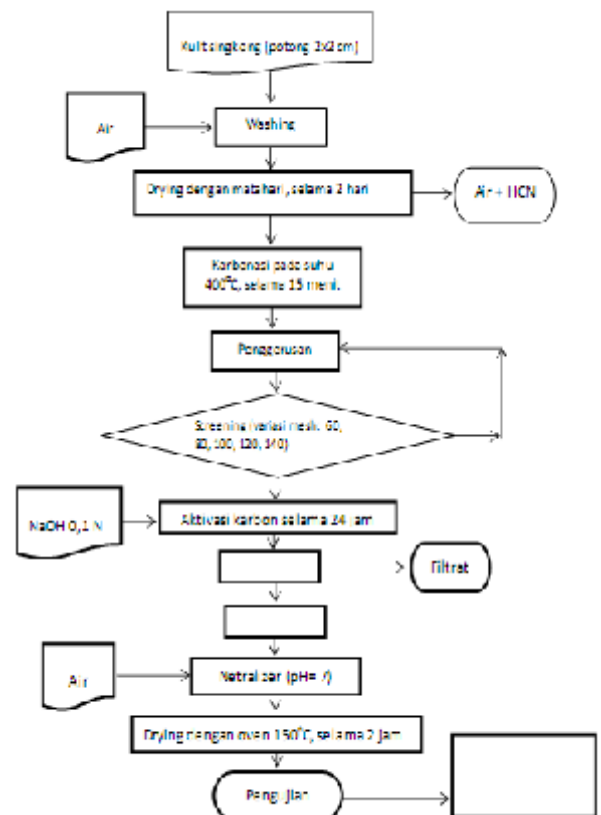 Kulit singkong (potong 2x2 cm)
Air
Washing
Drying dengan matahari, selama 2 hari
Air + HCN
Karbonasi pada suhu
400°C, selama 15 menit.
Penggerusan
Screening (variasi mesh. 60,
80, 100, 120, 140)
NaOH 0,1 N
Aktivasi karbon selama 24 jam
Filtrat
Air
Netralizer (pH= 7)
Drying dengan oven 150°C, selama 2 jam
Pengujian